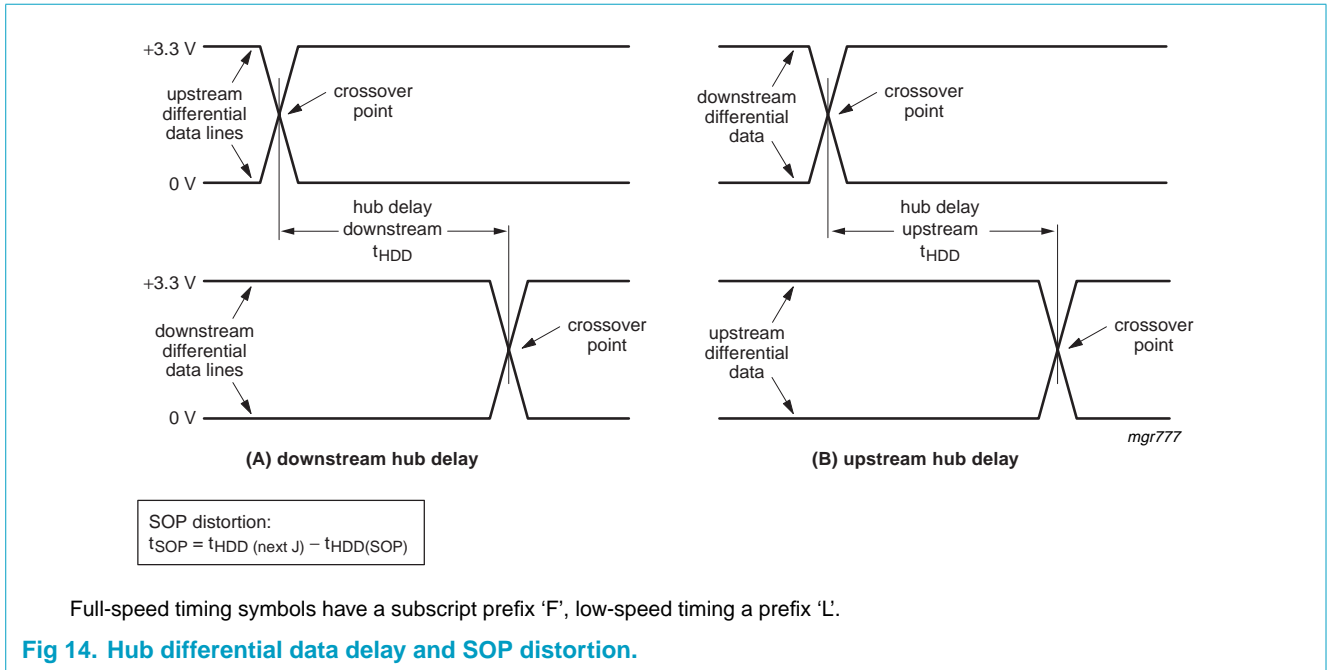 +3.3 V
upstream
differential
data lines
crossover
point
0 V
hub delay
downstream
tHDD
+3.3 V
downstream
differential
data lines
crossover
point
0 V
(A) downstream hub delay
downstream
differential
data
crossover
point
hub delay
upstream
tHDD
upstream
differential
data
crossover
point
mgr777
(B) upstream hub delay
SOP distortion:
tSOP = tHDD (next J) − tHDD(SOP)
Full-speed timing symbols have a subscript prefix ‘F’, low-speed timing a prefix ‘L’.
Fig 14. Hub differential data delay and SOP distortion.